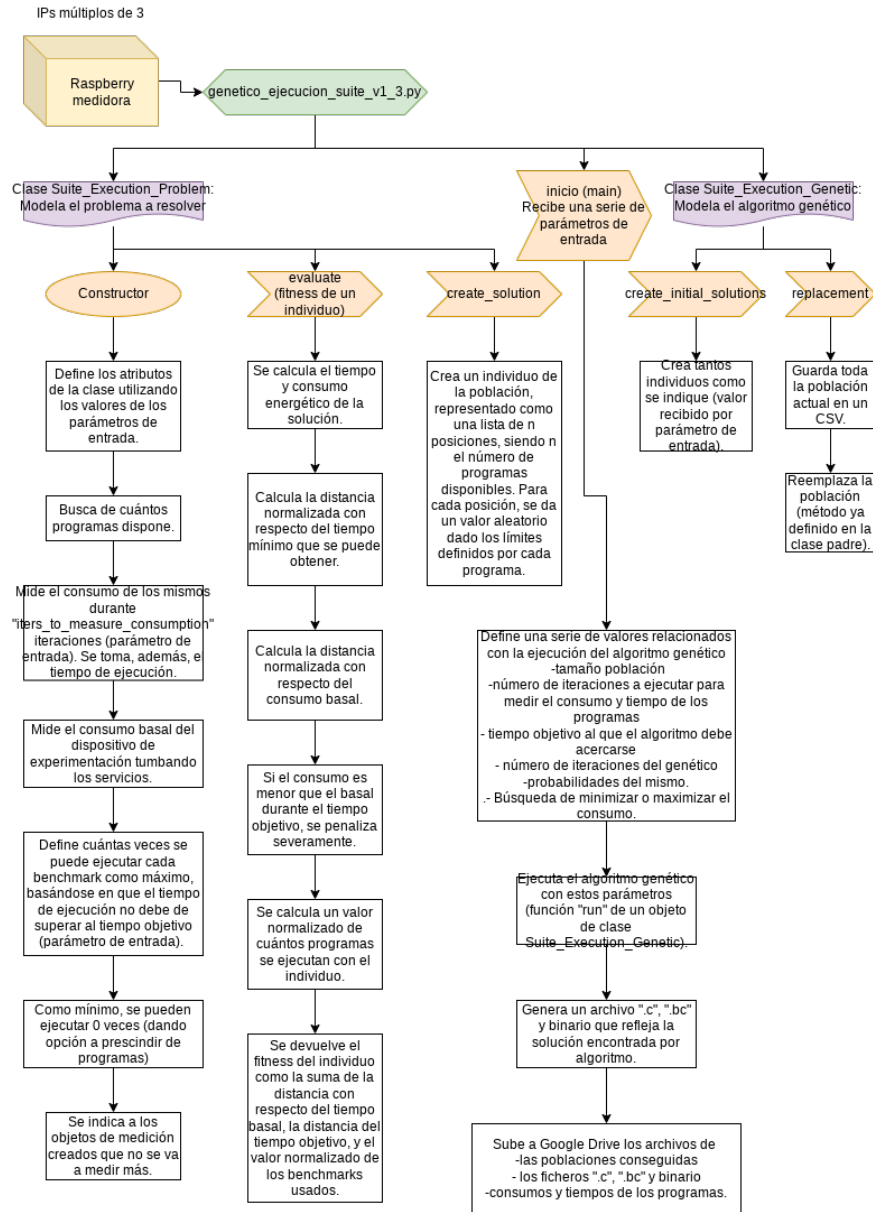 IPs múltiplos de 3
Raspberry
medidora
genetico_ejecucion_suite_v1_3.py
Clase Suite_Execution_Problem:
Modela el problema a resolver
inicio (main)
Recibe una serie de
parámetros de
entrada
Clase Suite_Execution_Genetic:
Modela el algoritmo genético
Constructor
evaluate
(fitness de un
individuo)
create_solution
create_initial_solutions
replacement
Define los atributos
de la clase utilizando
los valores de los
parámetros de
entrada.
Busca de cuántos
programas dispone.
Mide el consumo de los mismos
durante
"iters_to_measure_consumption"
iteraciones (parámetro de
entrada). Se toma, además, el
tiempo de ejecución.
Mide el consumo basal del
dispositivo de
experimentación tumbando
los servicios.
Define cuántas veces se
puede ejecutar cada
benchmark como máximo,
basándose en que el tiempo
de ejecución no debe de
superar al tiempo objetivo
(parámetro de entrada).
Como mínimo, se pueden
ejecutar 0 veces (dando
opción a prescindir de
programas)
Se indica a los
objetos de medición
creados que no se va
a medir más.
Se calcula el tiempo
y consumo
energético de la
solución.
Calcula la distancia
normalizada con
respecto del tiempo
mínimo que se puede
obtener.
Calcula la distancia
normalizada con
respecto del
consumo basal.
Si el consumo es
menor que el basal
durante el tiempo
objetivo, se penaliza
severamente.
Se calcula un valor
normalizado de
cuántos programas
se ejecutan con el
individuo.
Se devuelve el
fitness del individuo
como la suma de la
distancia con
respecto del tiempo
basal, la distancia del
tiempo objetivo, y el
valor normalizado de
los benchmarks
usados.
Crea un individuo de
la población,
representado como
una lista de n
posiciones, siendo n
el número de
programas
disponibles. Para
cada posición, se da
un valor aleatorio
dado los límites
definidos por cada
programa.
Define una serie de valores relacionados
con la ejecución del algoritmo genético
-tamaño población
-número de iteraciones a ejecutar para
medir el consumo y tiempo de los
programas
- tiempo objetivo al que el algoritmo debe
acercarse
- número de iteraciones del genético
-probabilidades del mismo.
.- Búsqueda de minimizar o maximizar el
consumo.
Ejecuta el algoritmo genético
con estos parámetros
(función "run" de un objeto
de clase
Suite_Execution_Genetic).
Genera un archivo ".c", ".bc"
y binario que refleja la
solución encontrada por
algoritmo.
Sube a Google Drive los archivos de
-las poblaciones conseguidas
- los ficheros ".c", ".bc" y binario
-consumos y tiempos de los programas.
Crea tantos
individuos como
se indique (valor
recibido por
parámetro de
entrada).
Guarda toda
la población
actual en un
CSV.
Reemplaza la
población
(método ya
definido en la
clase padre).